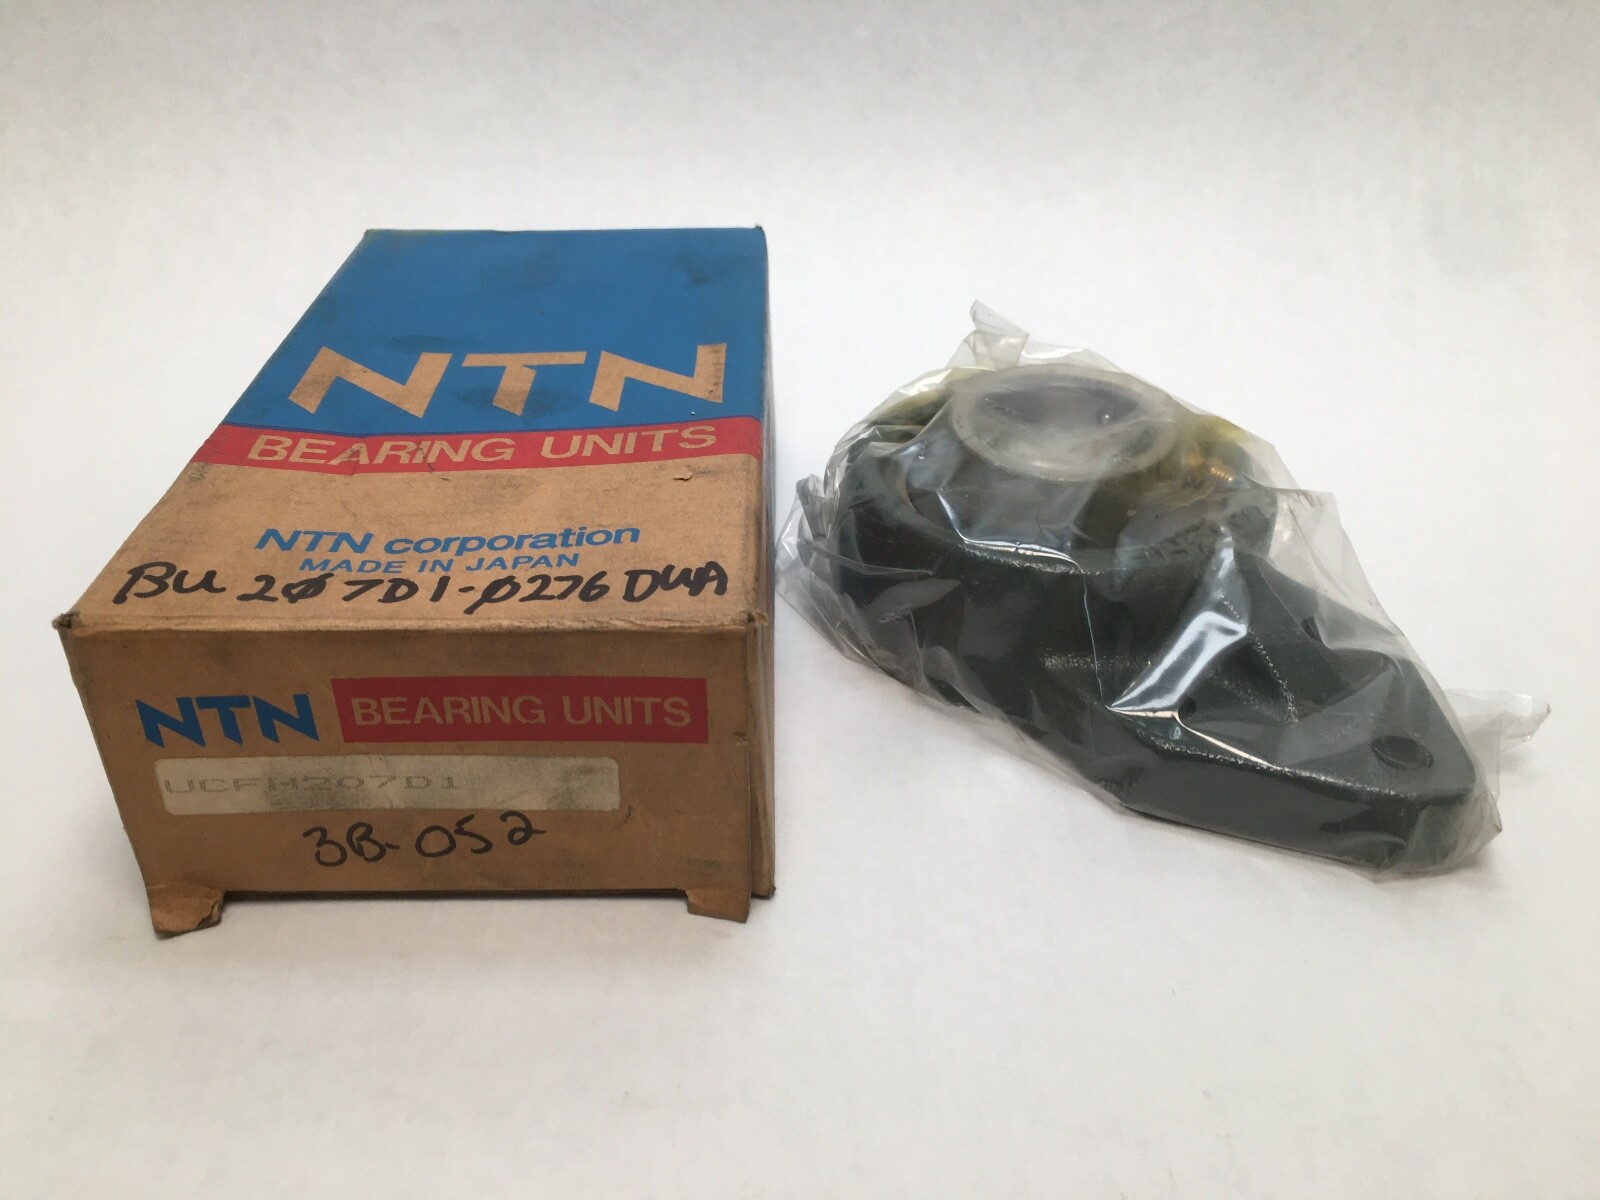 NTN
BEARING UNITS
NTN corporation
MADE IN JAPAN
BU 2Ø7D1-Ø276 DWA
NTN BEARING UNITS
UCFH207D1
3B-052